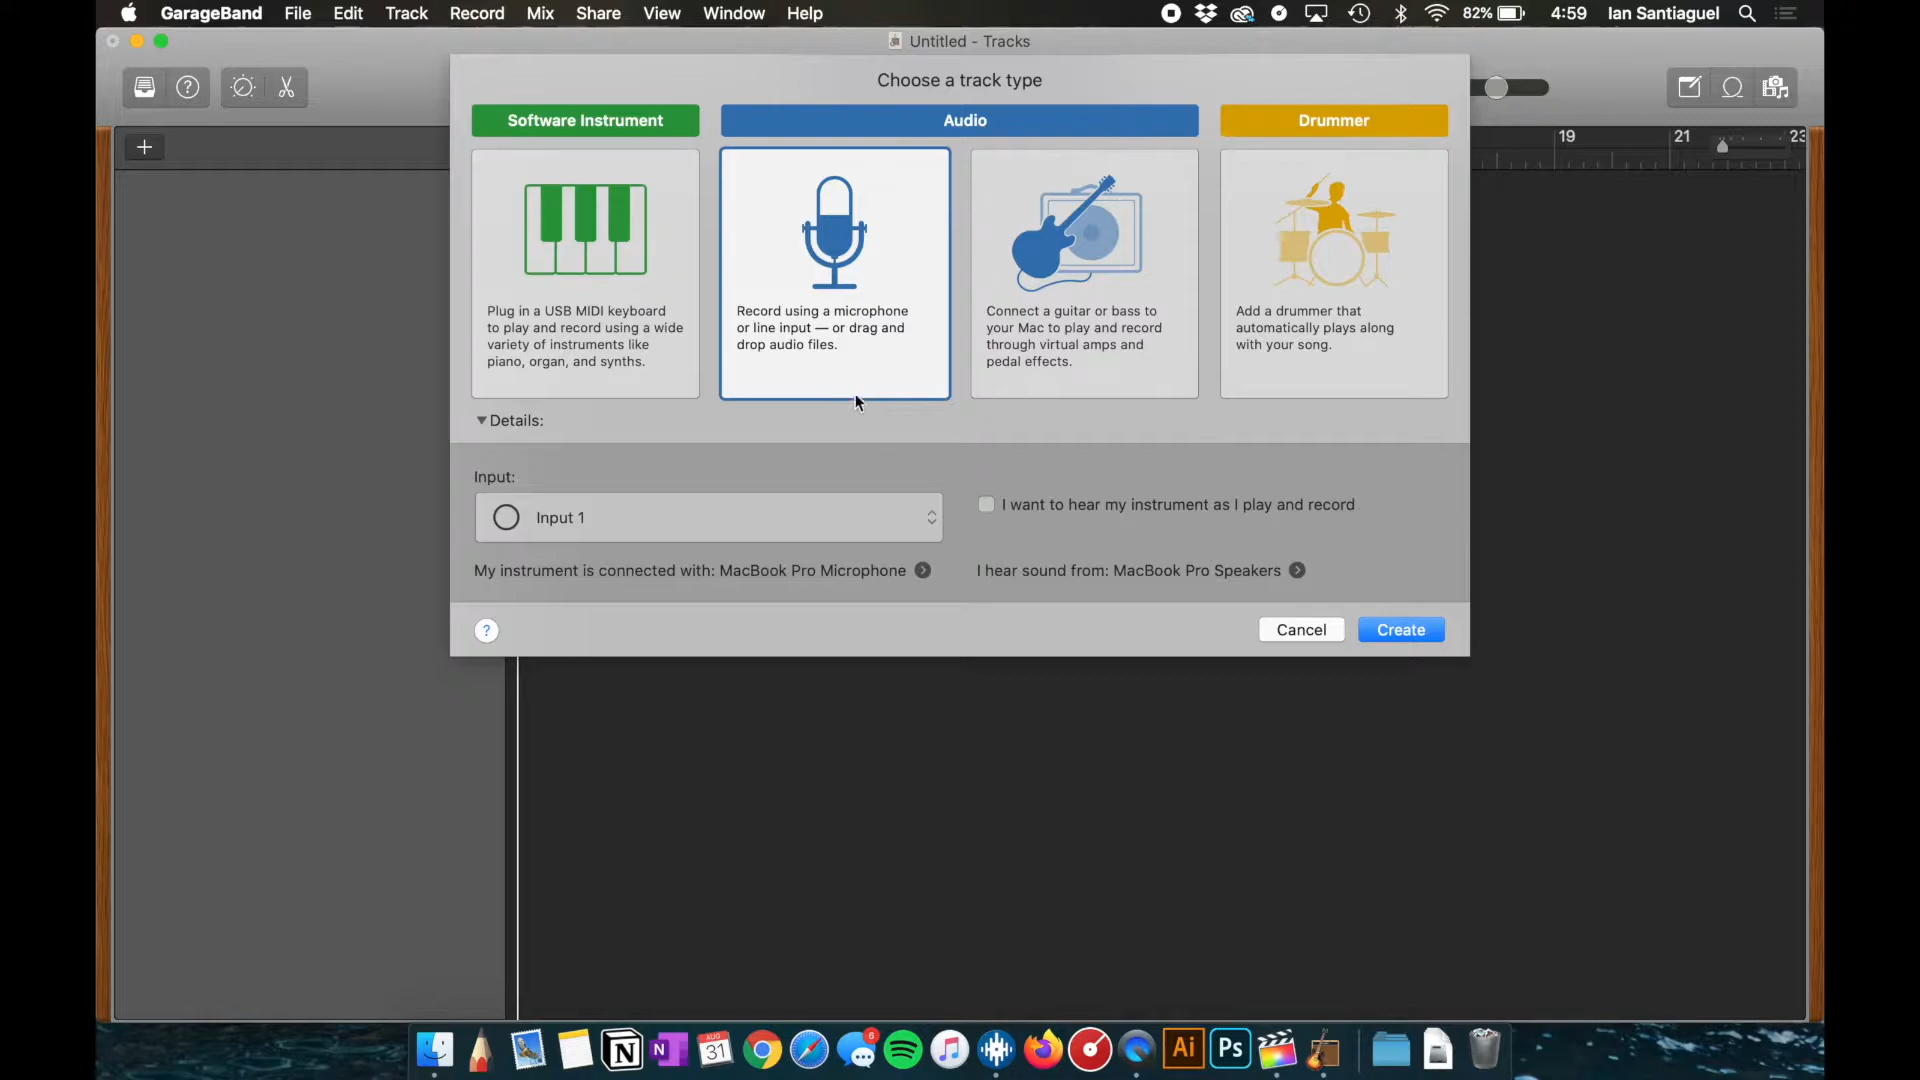 GarageBand File Edit Track Record Mix Share View Window Help 82% 4:59 Ian Santiaguel
Untitled - Tracks
Choose a track type
Software Instrument
Audio
Drummer
19 21 23
Plug in a USB MIDI keyboard
to play and record using a wide
variety of instruments like
piano, organ, and synths.
Record using a microphone
or line input — or drag and
drop audio files.
Connect a guitar or bass to
your Mac to play and record
through virtual amps and
pedal effects.
Add a drummer that
automatically plays along
with your song.
Details:
Input:
Input 1
I want to hear my instrument as I play and record
My instrument is connected with: MacBook Pro Microphone
I hear sound from: MacBook Pro Speakers
?
Cancel
Create
N
N
AUG
31
6
Ai
Ps